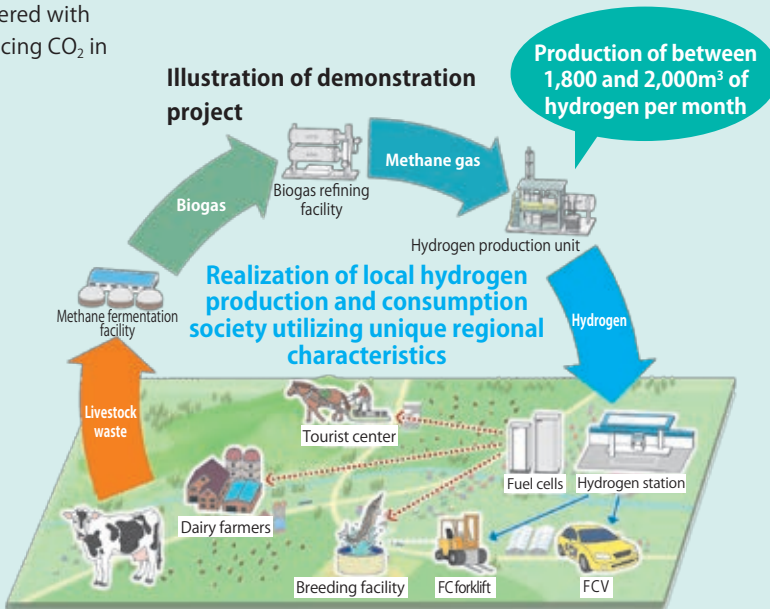 ered with
cing CO₂ in
Illustration of demonstration
project
Production of between
1,800 and 2,000m³ of
hydrogen per month
Methane gas
Biogas
Biogas refining
facility
Hydrogen production unit
Realization of local hydrogen
production and consumption
society utilizing unique regional
characteristics
Methane fermentation
facility
Hydrogen
Livestock
waste
Tourist center
Fuel cells
Hydrogen station
Dairy farmers
Breeding facility
FC forklift
FCV